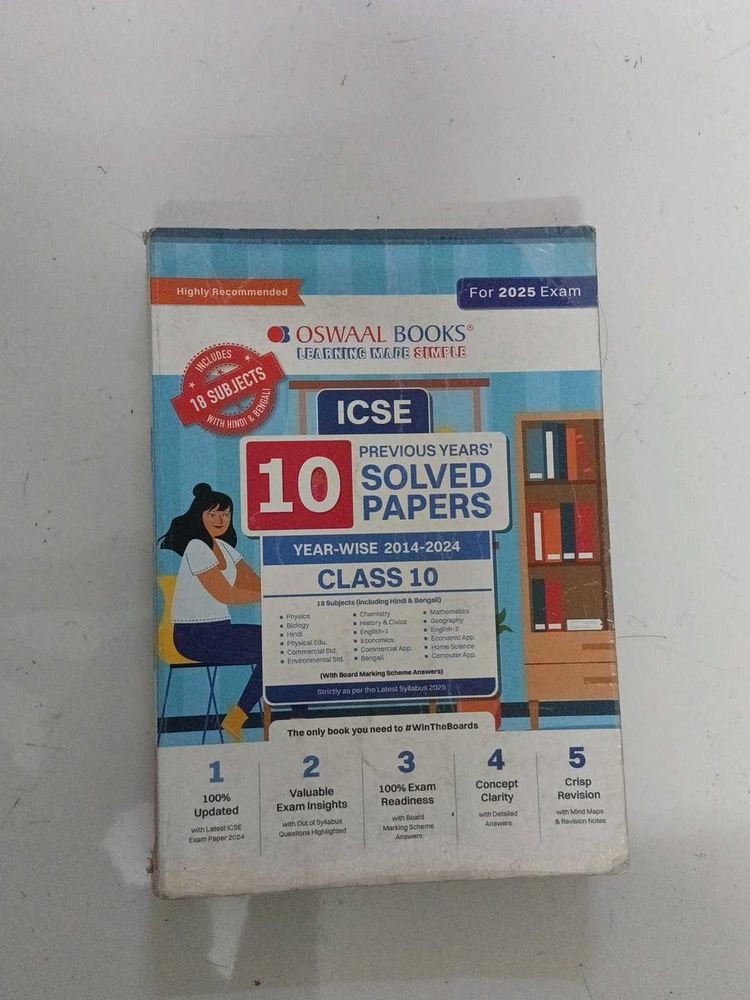 Highly Recommended
For 2025 Exam
OSWAAL BOOKS®
LEARNING MADE SIMPLE
INCLUDES
18 SUBJECTS
WITH HINDI & BENGALI
ICSE
10
PREVIOUS YEARS'
SOLVED
PAPERS
YEAR-WISE 2014-2024
CLASS 10
18 Subjects (including Hindi & Bengali)
Physics
Biology
Hindi
Physical Edu.
Commercial Std.
Environmental Std.
Chemistry
History & Civics
English-1
Economics
Commercial App.
Bengali
Mathematics
Geography
English-2
Economic App.
Home Science
Computer App.
(With Board Marking Scheme Answers)
Strictly as per the Latest Syllabus 2025
The only book you need to #WinTheBoards
1
100%
Updated
with Latest ICSE
Exam Paper 2024
2
Valuable
Exam Insights
with Out of Syllabus
Questions Highlighted
3
100% Exam
Readiness
with Board
Marking Scheme
Answers
4
Concept
Clarity
with Detailed
Answers
5
Crisp
Revision
with Mind Maps
& Revision Notes